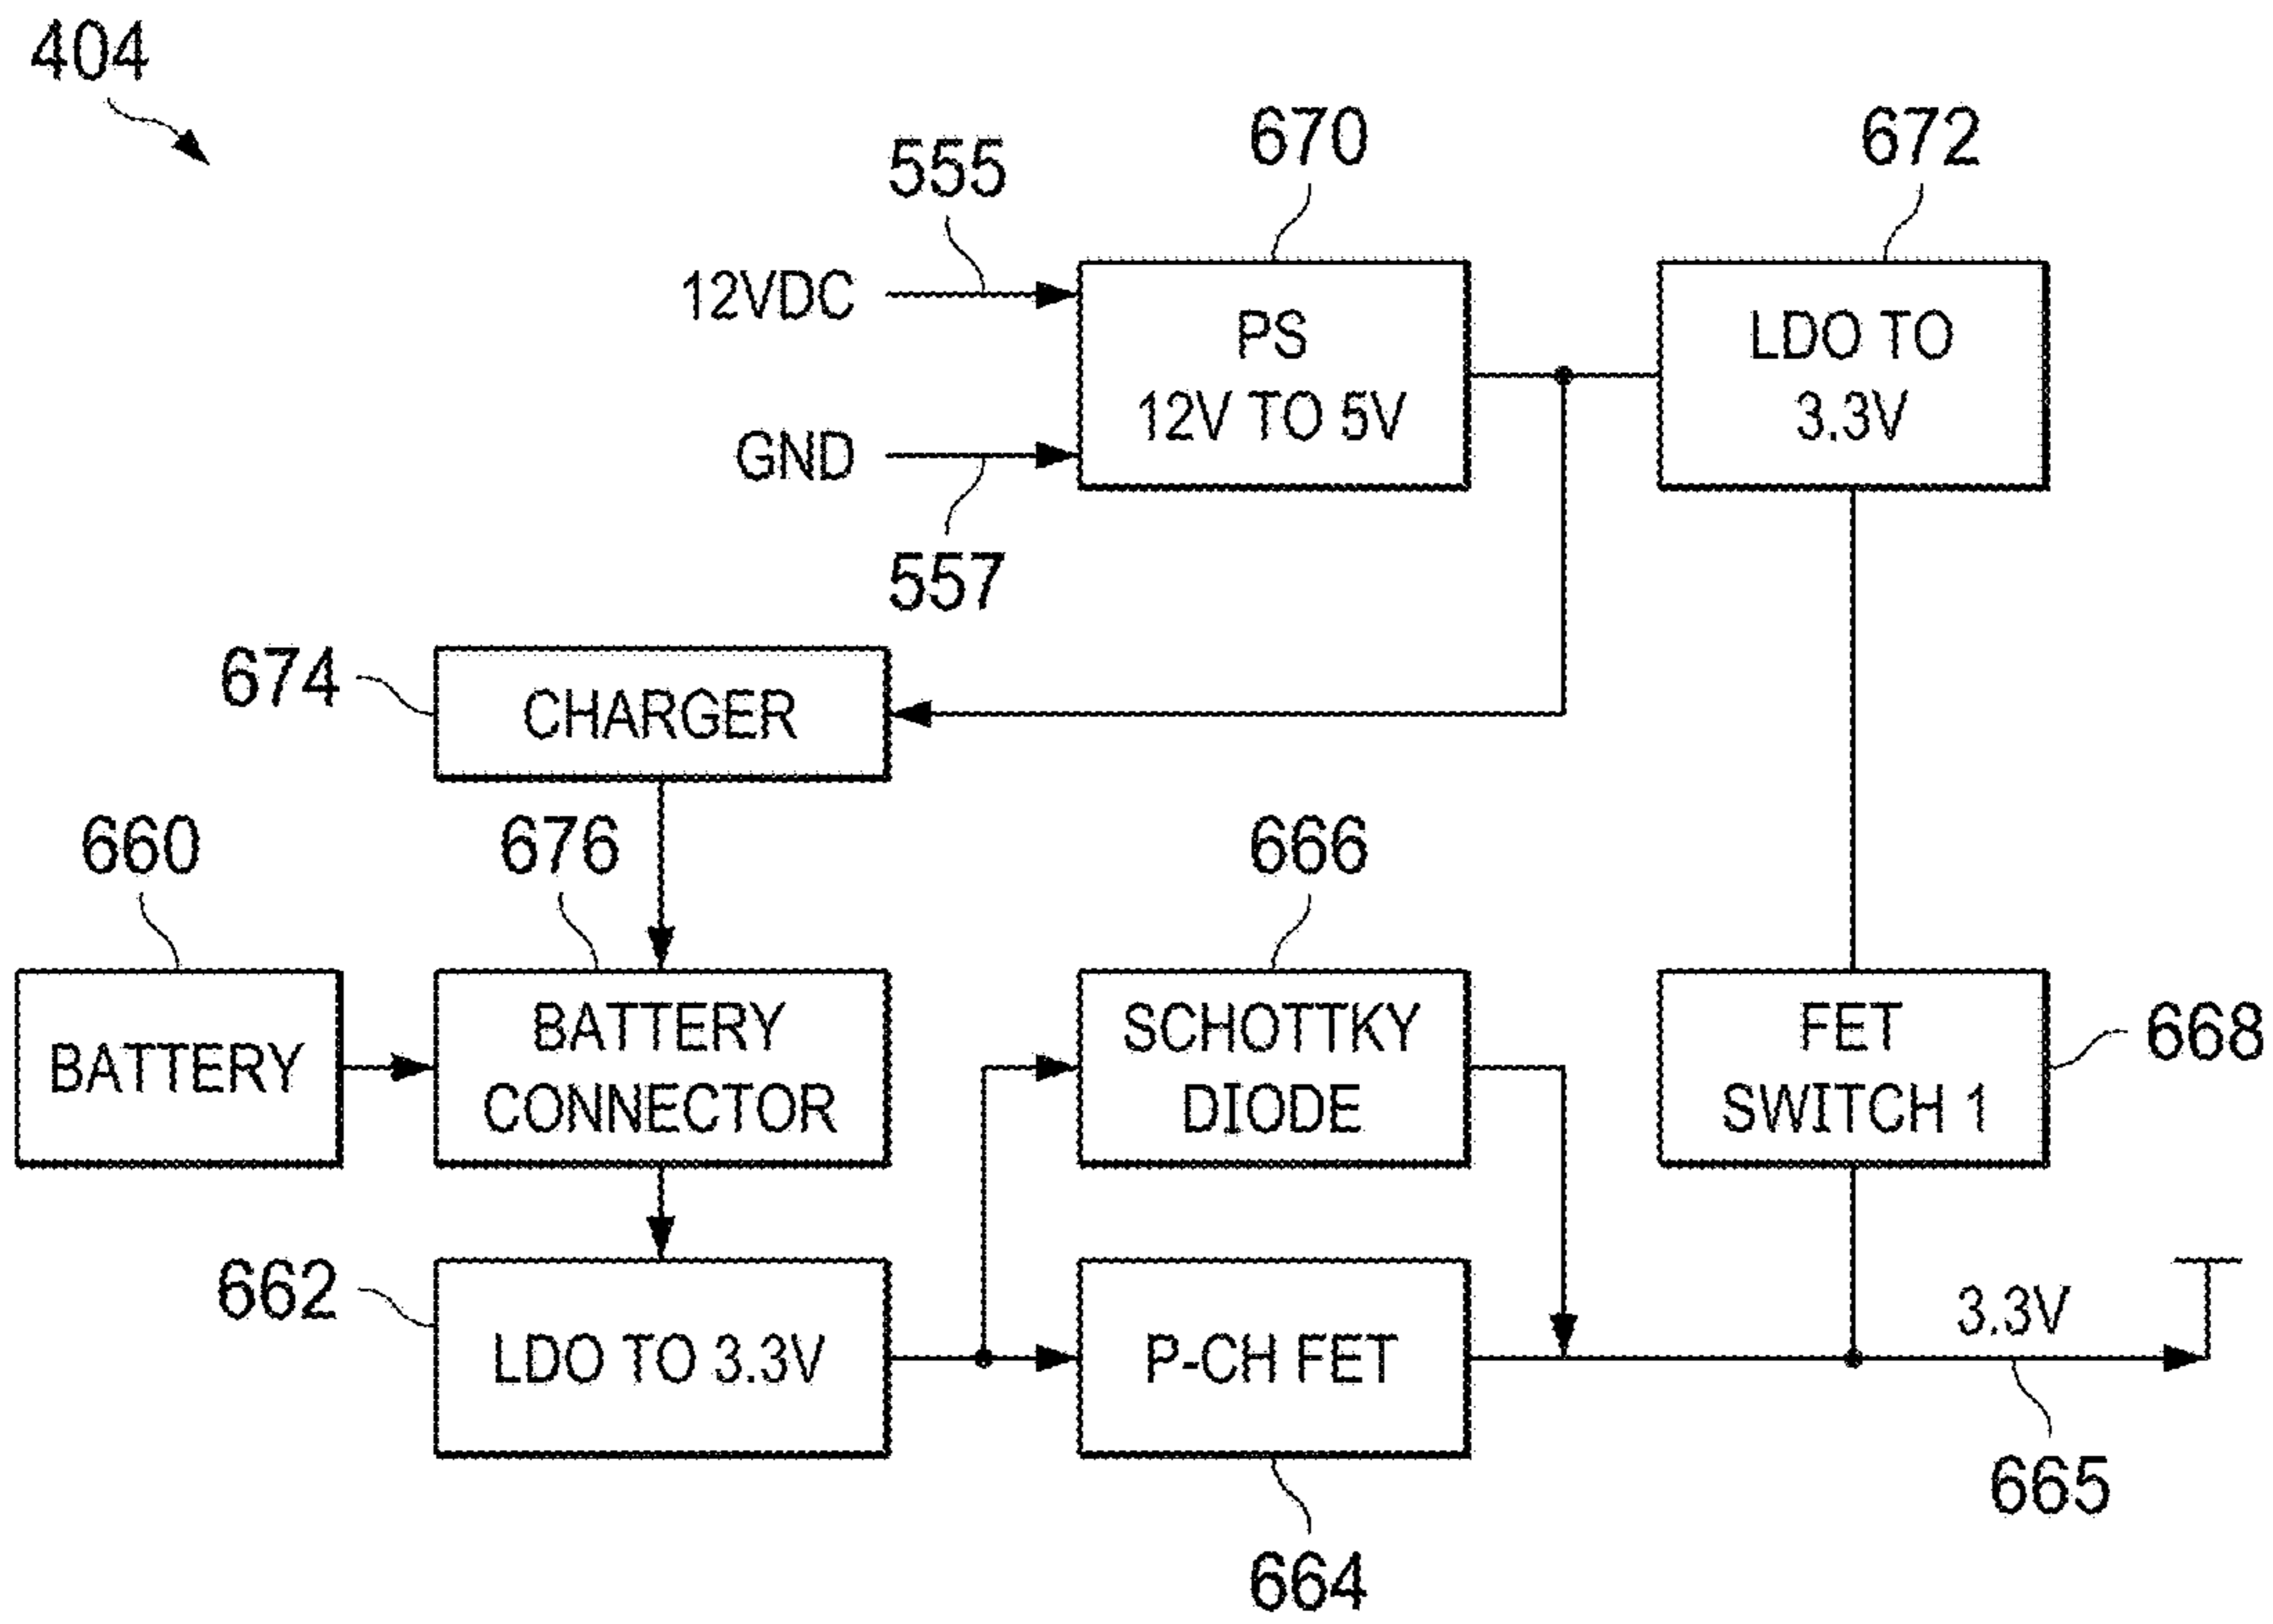 404
670
672
555
12VDC
PS
12V TO 5V
LDO TO
3.3V
GND
557
674
CHARGER
660
676
666
BATTERY
BATTERY
CONNECTOR
SCHOTTKY
DIODE
FET
SWITCH 1
668
662
LDO TO 3.3V
P-CH FET
3.3V
665
664